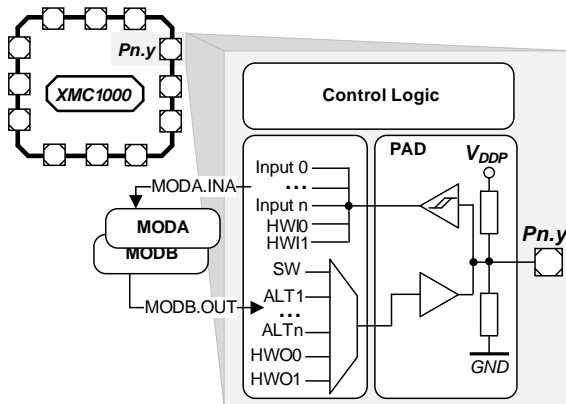 Pn.y
XMC1000
Control Logic
PAD
VDDP
Input 0
...
Input n
HWI0
HWI1
MODA.INA
MODA
MODB
MODB.OUT
SW
ALT1
...
ALTn
HWO0
HWO1
Pn.y
GND